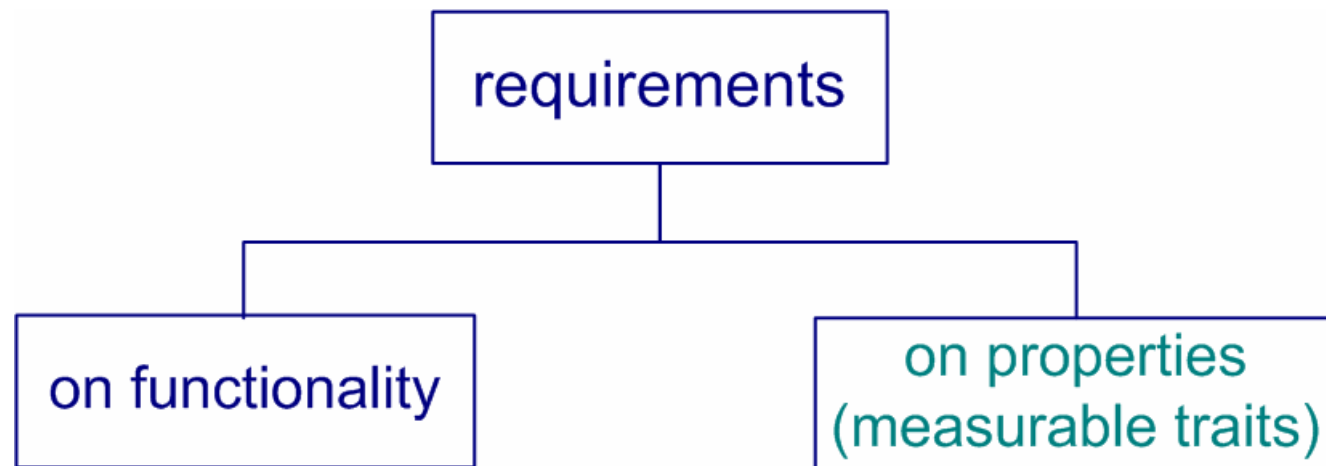 requirements
on functionality
on properties
(measurable traits)